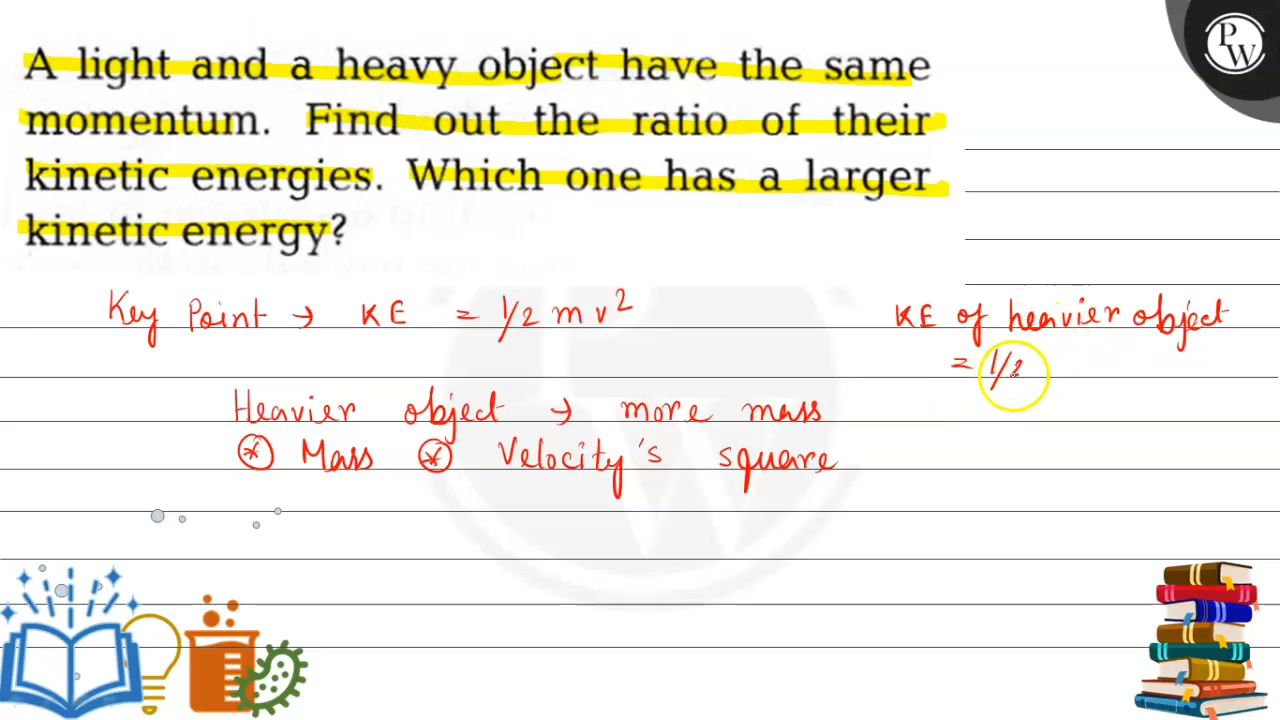 A light and a heavy object have the same
momentum. Find out the ratio of their
kinetic energies. Which one has a larger
kinetic energy?
PW
Key Point → KE = 1/2 m v²
Heavier object → more mass
* Mass * Velocity's square
KE of heavier object
= 1/2